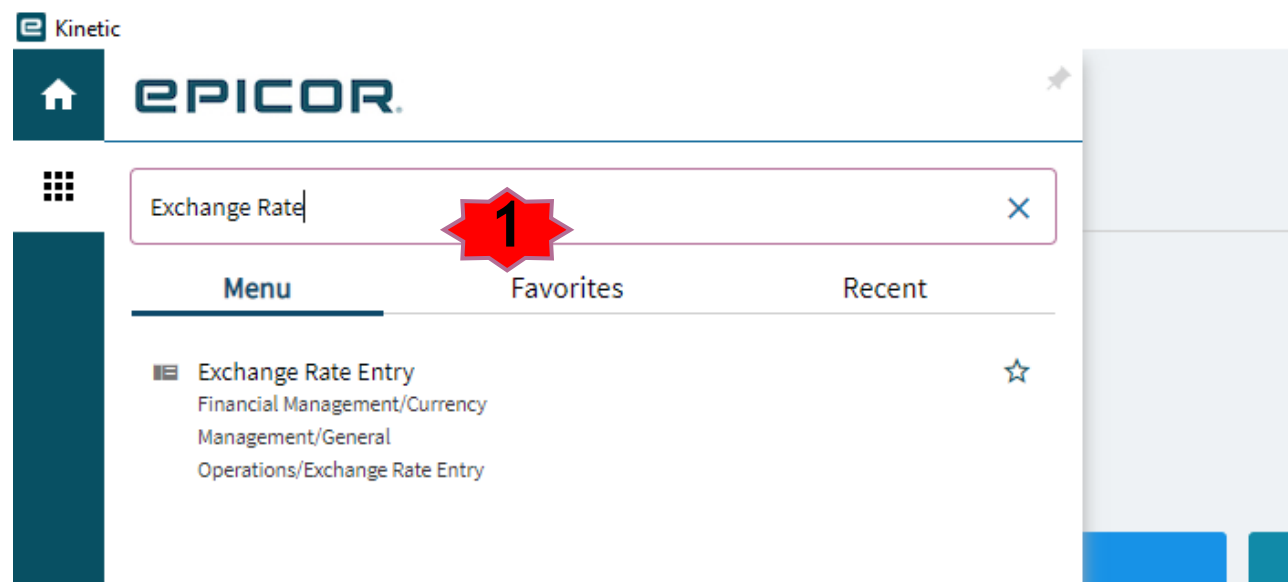 Kinetic
EPICOR.
Exchange Rate
1
Menu Favorites Recent
Exchange Rate Entry
Financial Management/Currency
Management/General
Operations/Exchange Rate Entry